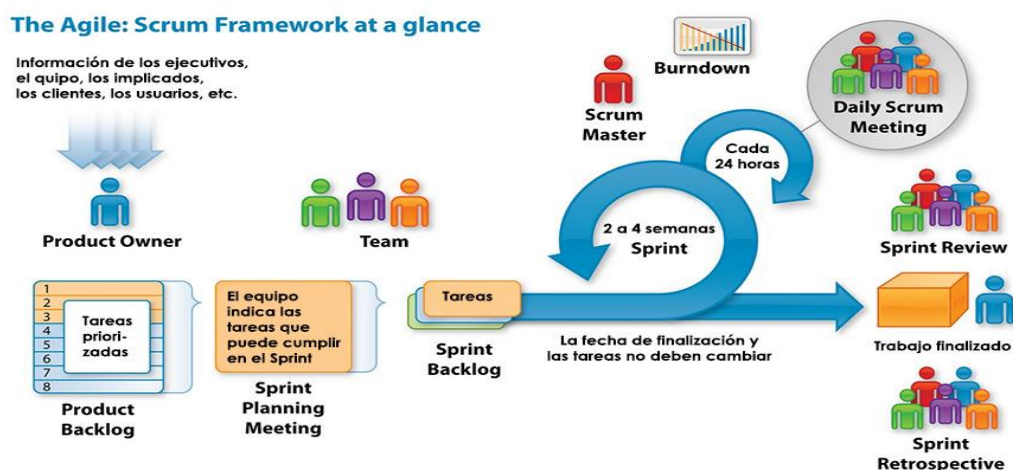 The Agile: Scrum Framework at a glance
Información de los ejecutivos,
el quipo, los implicados,
los clientes, los usuarios, etc.
Product Owner
Team
Scrum
Master
Burndown
Daily Scrum
Meeting
Cada
24 horas
2 a 4 semanas
Sprint
Sprint Review
1
2
3
4
5
6
7
8
Tareas
priori-
zadas
Product
Backlog
El equipo
indica las
tareas que
puede cumplir
en el Sprint
Sprint
Planning
Meeting
Tareas
Sprint
Backlog
La fecha de finalización y
las tareas no deben cambiar
Trabajo finalizado
Sprint
Retrospective